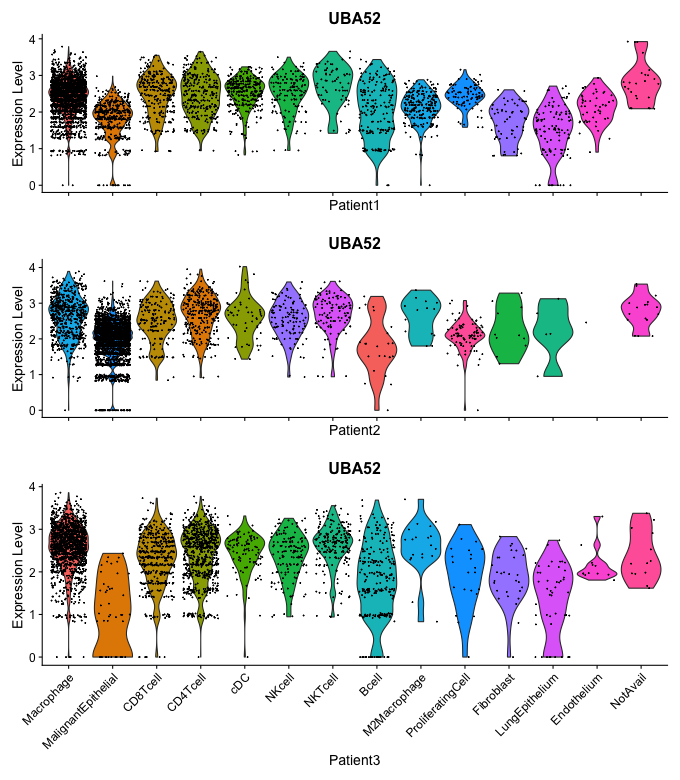 UBA52
Expression Level
4
3
2
1
0
Patient1
UBA52
Expression Level
4
3
2
1
0
Patient2
UBA52
Expression Level
4
3
2
1
0
Macrophage
MalignantEpithelial
CD8Tcell
CD4Tcell
cDC
NKcell
NKTcell
Bcell
M2Macrophage
ProliferatingCell
Fibroblast
LungEpithelium
Endothelium
NotAvail
Patient3